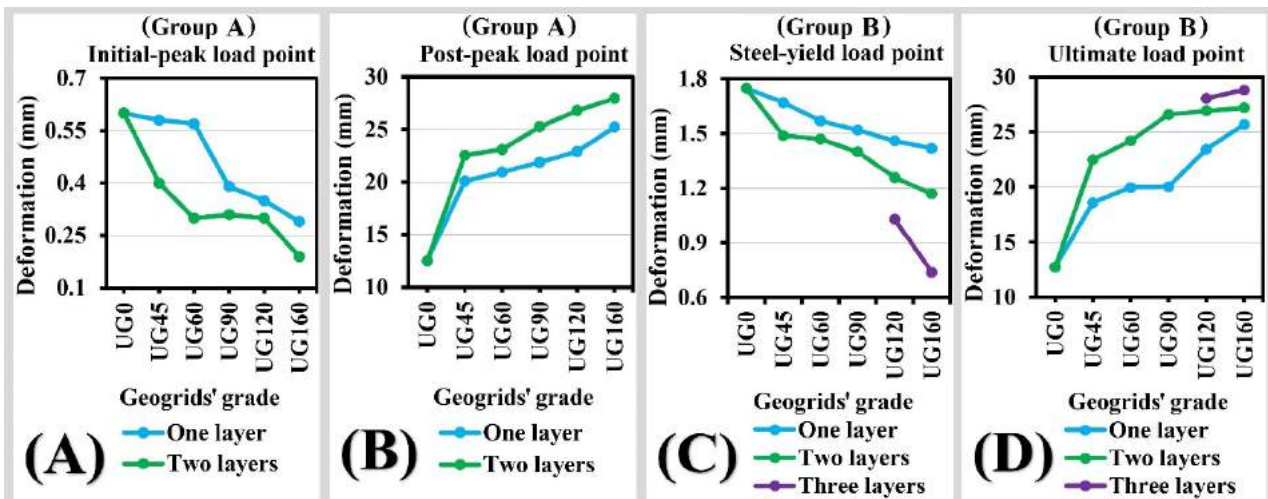 (Group A)
Initial-peak load point
Deformation (mm)
0.7
0.55
0.4
0.25
0.1
UG0
UG45
UG60
UG90
UG120
UG160
Geogrids' grade
One layer
Two layers
(A)
(Group A)
Post-peak load point
Deformation (mm)
30
25
20
15
10
UG0
UG45
UG60
UG90
UG120
UG160
Geogrids' grade
One layer
Two layers
(B)
(Group B)
Steel-yield load point
Deformation (mm)
1.8
1.5
1.2
0.9
0.6
UG0
UG45
UG60
UG90
UG120
UG160
Geogrids' grade
One layer
Two layers
Three layers
(C)
(Group B)
Ultimate load point
Deformation (mm)
30
25
20
15
10
UG0
UG45
UG60
UG90
UG120
UG160
Geogrids' grade
One layer
Two layers
Three layers
(D)